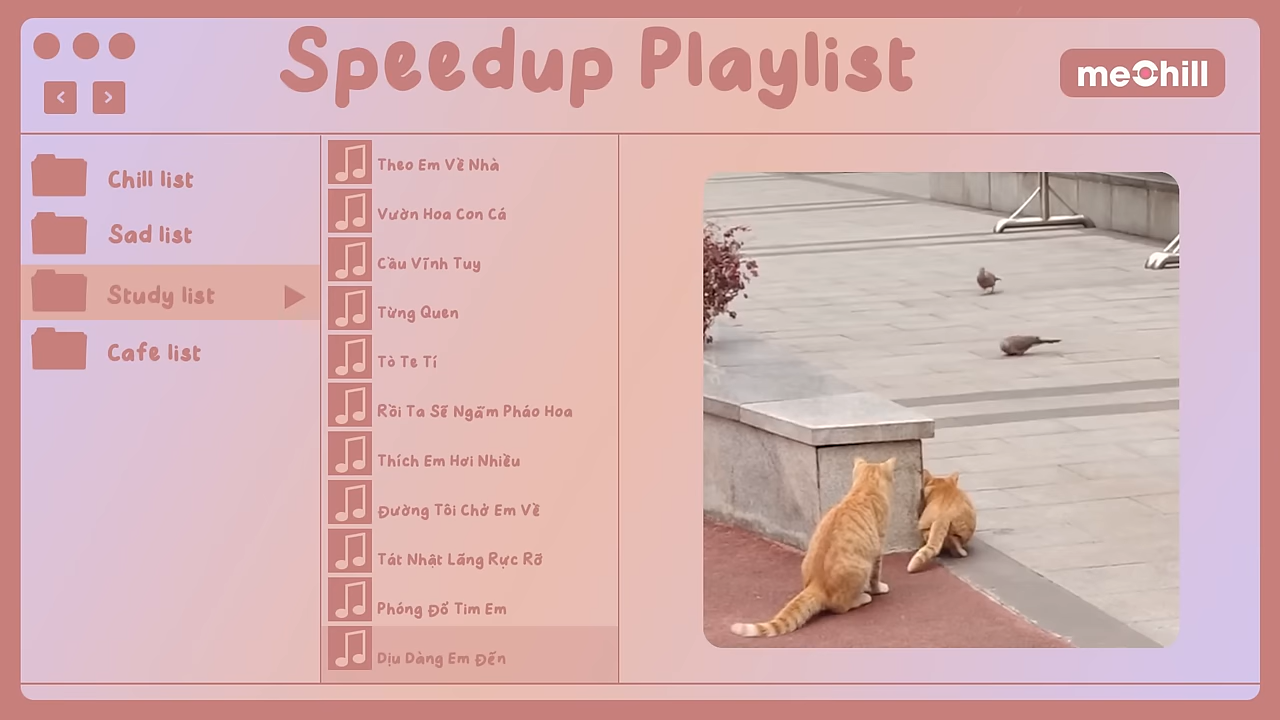 Speedup Playlist
meChill
Chill list
Sad list
Study list
Cafe list
Theo Em Về Nhà
Vườn Hoa Con Cá
Cầu Vĩnh Tuy
Từng Quen
Tò Te Tí
Rồi Ta Sẽ Ngắm Pháo Hoa
Thích Em Hơi Nhiều
Đường Tôi Chở Em Về
Tát Nhật Lãng Rực Rỡ
Phóng Đổ Tim Em
Dịu Dàng Em Đến